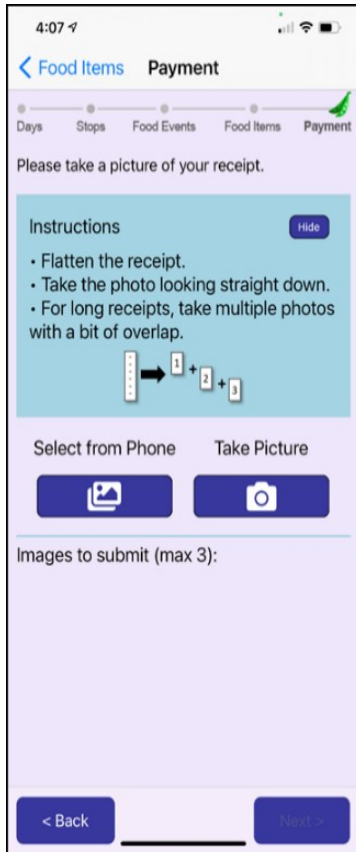 4:07
Food Items Payment
Days Stops Food Events Food Items Payment
Please take a picture of your receipt.
Instructions Hide
• Flatten the receipt.
• Take the photo looking straight down.
• For long receipts, take multiple photos
with a bit of overlap.
1 + 2 + 3
Select from Phone Take Picture
Images to submit (max 3):
< Back Next >